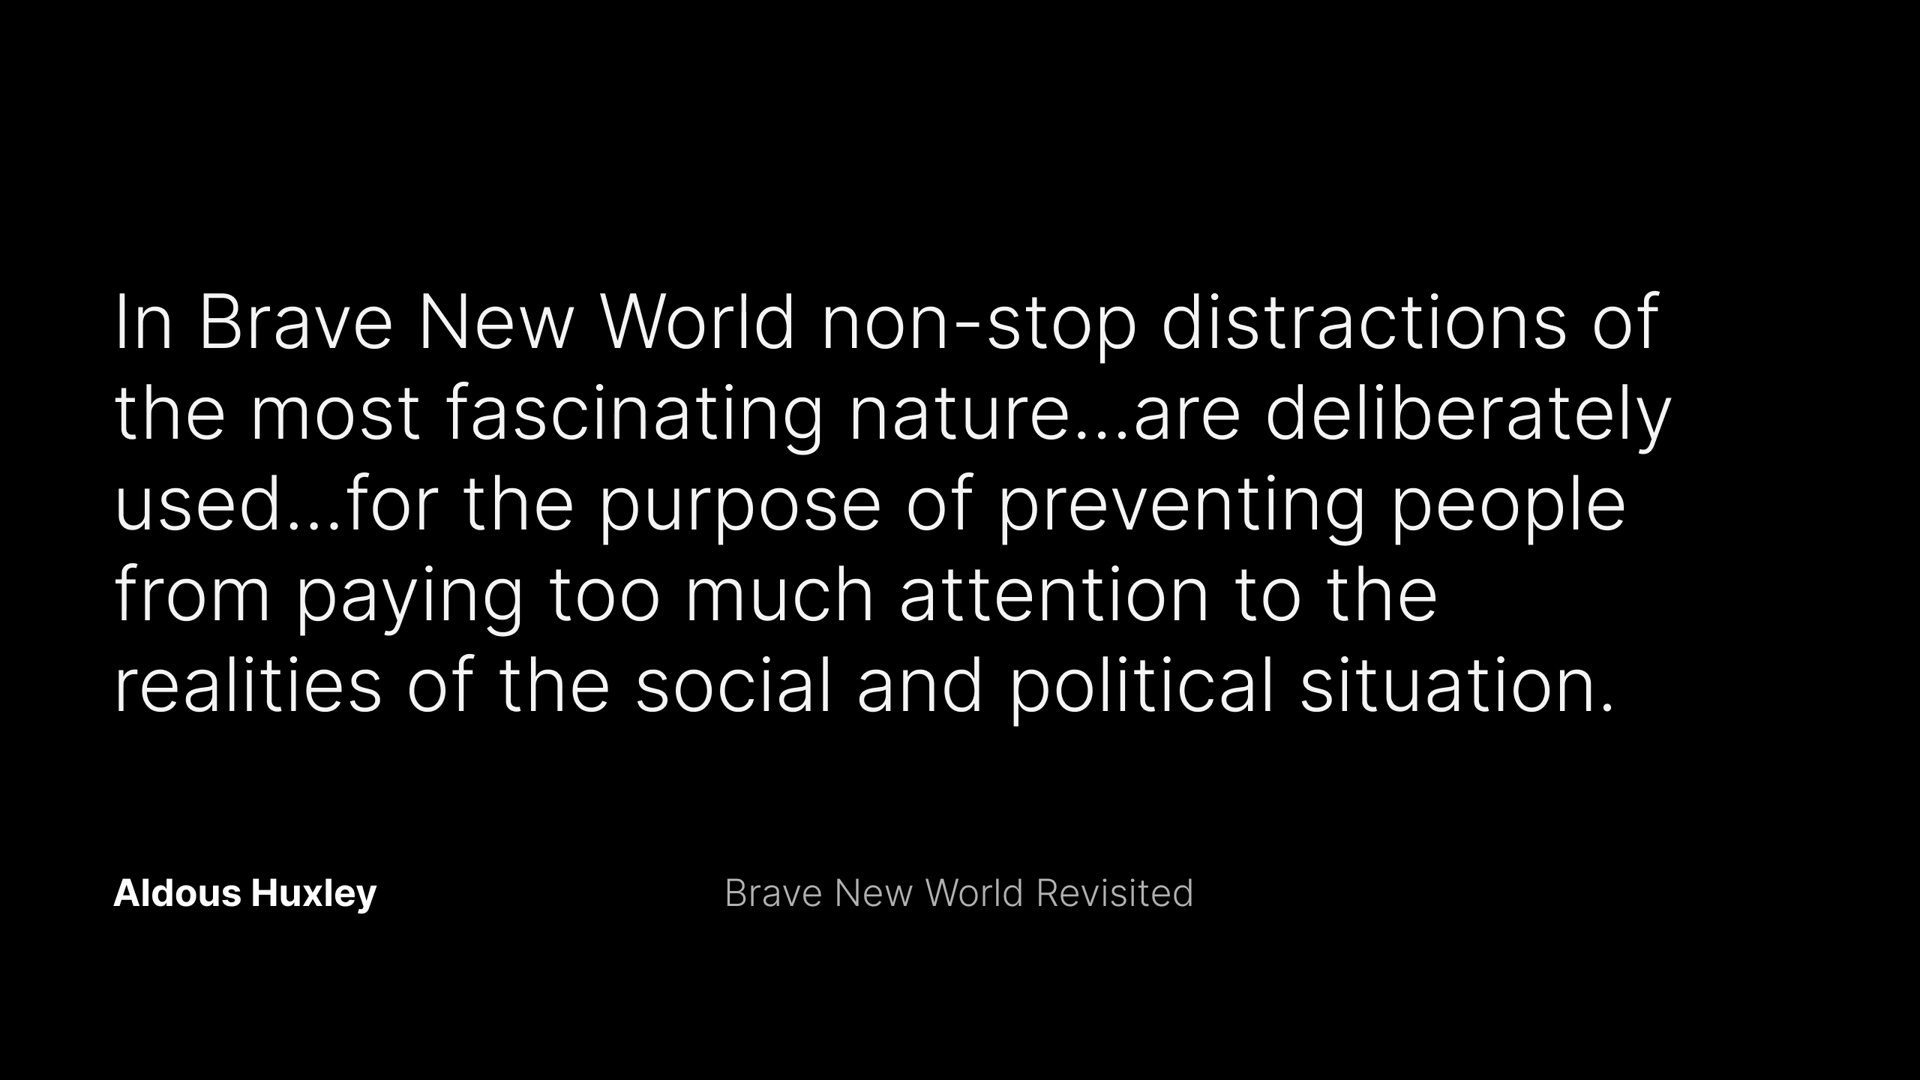 In Brave New World non-stop distractions of
the most fascinating nature...are deliberately
used...for the purpose of preventing people
from paying too much attention to the
realities of the social and political situation.
Aldous Huxley
Brave New World Revisited